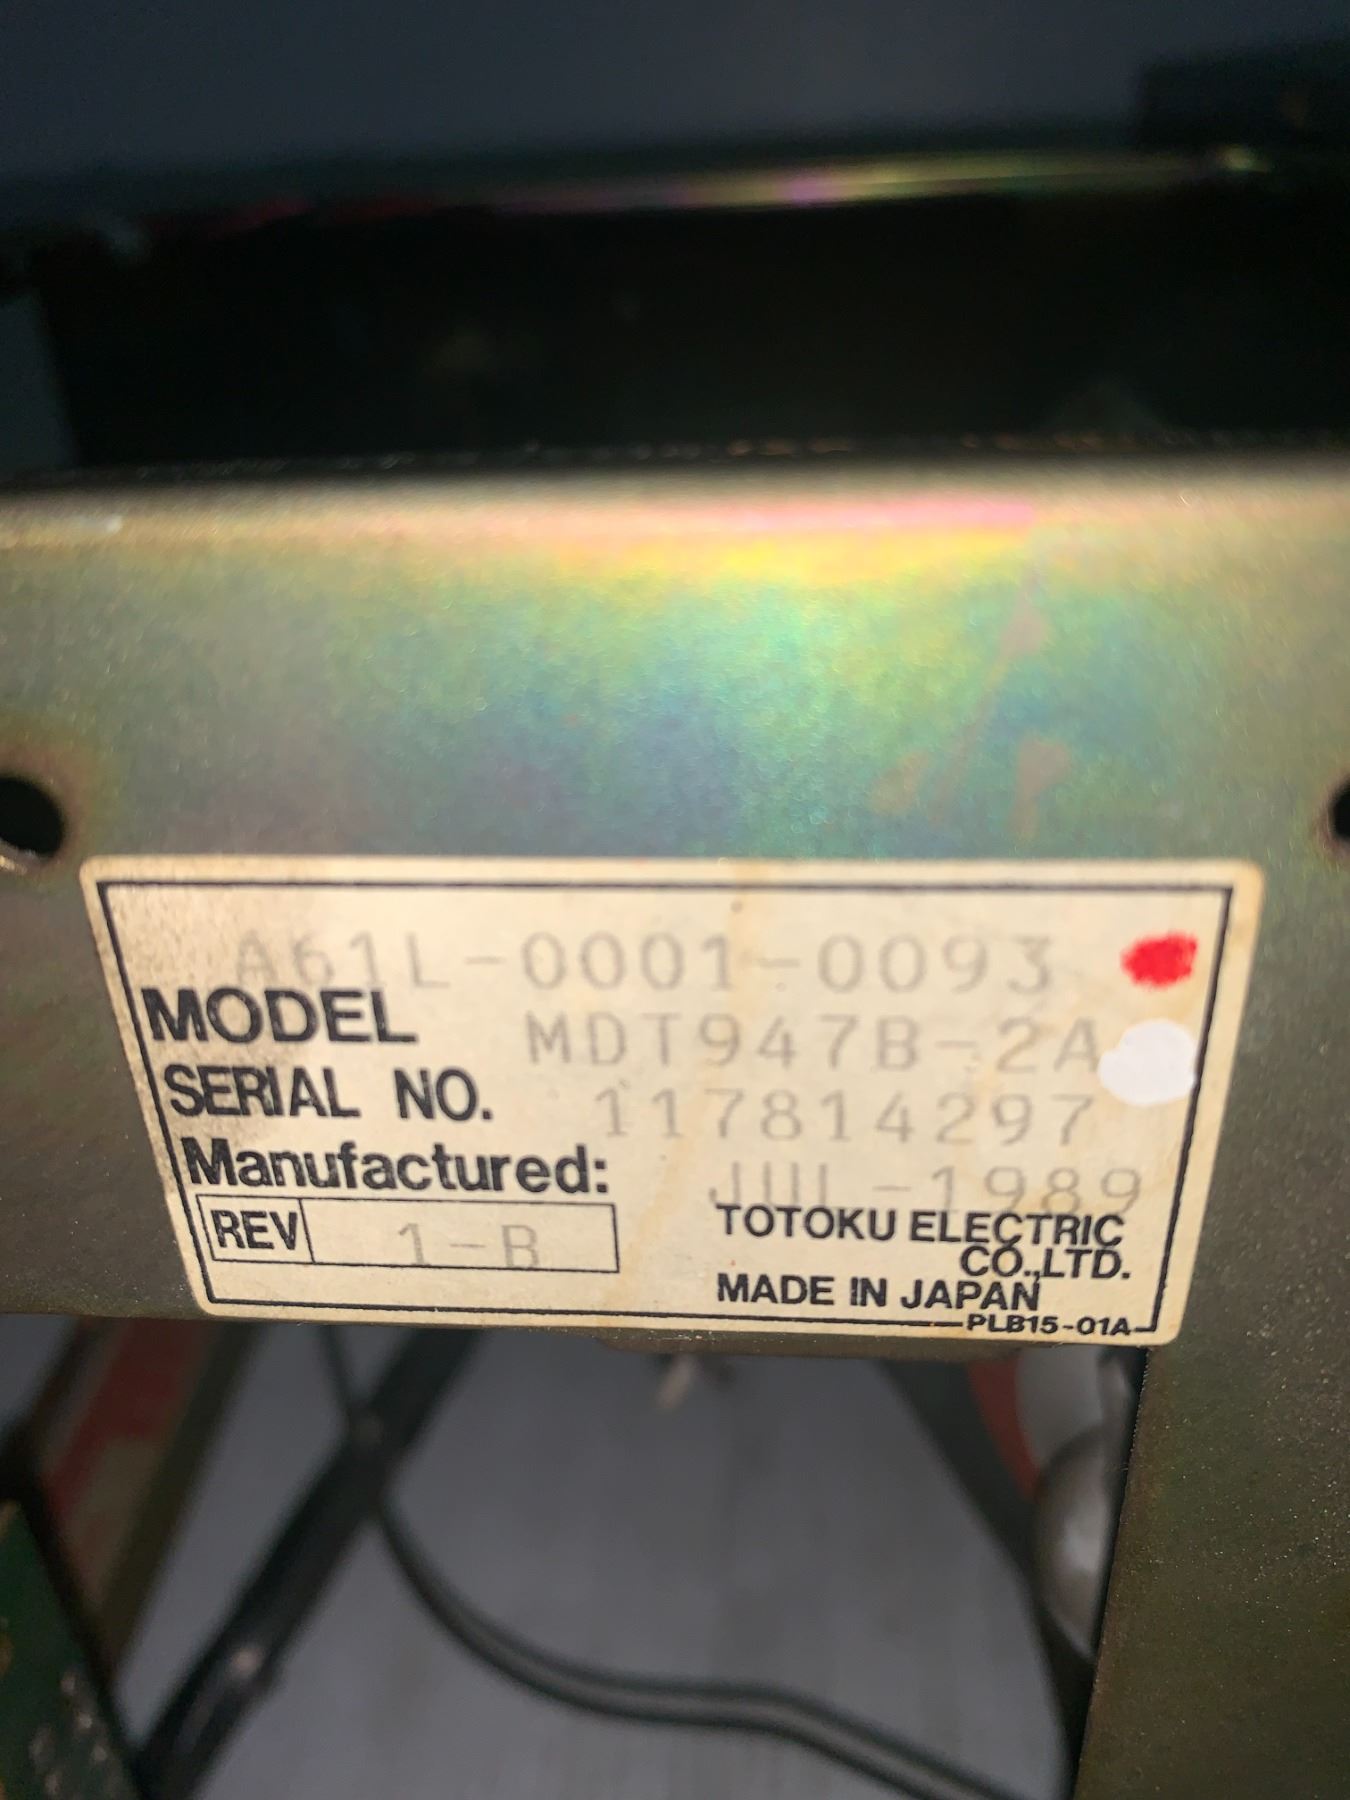 A61L-0001-0093
MODEL MDT947B-2A
SERIAL NO. 117814297
Manufactured: JUL-1989
REV 1-B
TOTOKU ELECTRIC
CO.,LTD.
MADE IN JAPAN
PLB15-01A